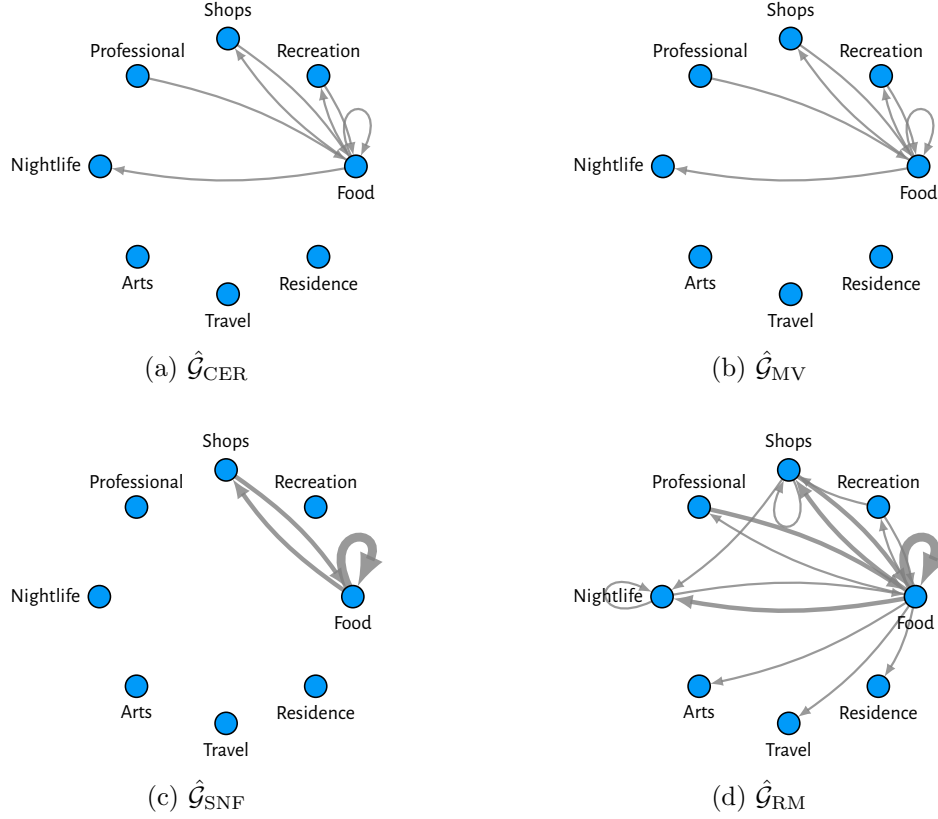 Shops
Professional
Recreation
Nightlife
Food
Arts
Residence
Travel
(a) 𝒢̂_CER
Shops
Professional
Recreation
Nightlife
Food
Arts
Residence
Travel
(b) 𝒢̂_MV
Shops
Professional
Recreation
Nightlife
Food
Arts
Residence
Travel
(c) 𝒢̂_SNF
Shops
Professional
Recreation
Nightlife
Food
Arts
Residence
Travel
(d) 𝒢̂_RM